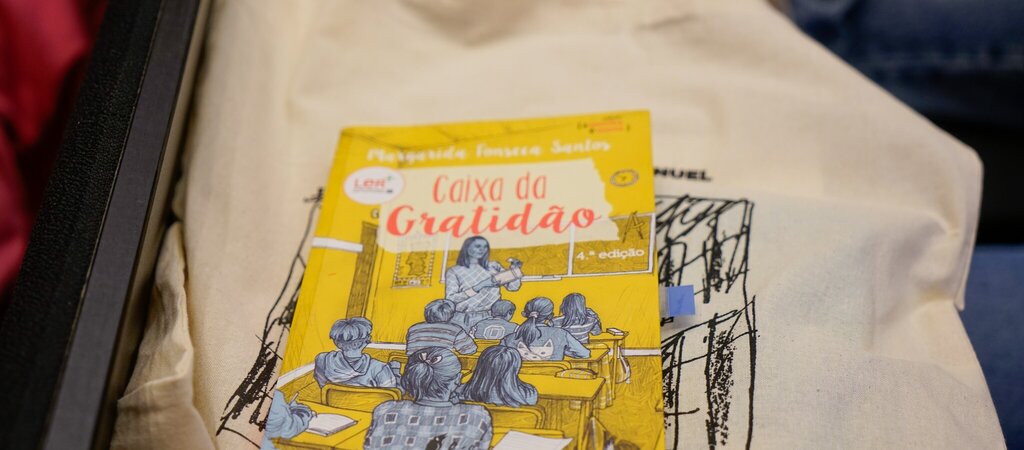 Margarida Fonseca Santos
LER+
Caixa da
Gratidão
4.ª edição
NUEL